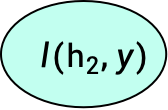 I(h₂, y)